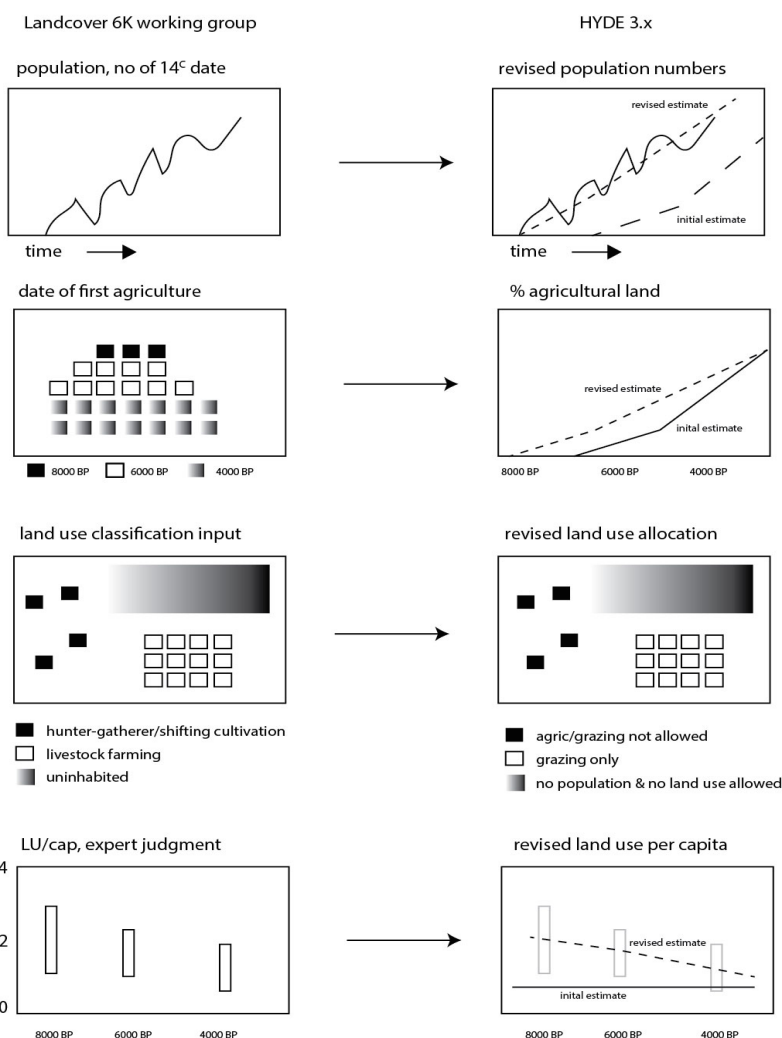 Landcover 6K working group
HYDE 3.x
population, no of 14ᶜ date
revised population numbers
revised estimate
initial estimate
time
time
date of first agriculture
% agricultural land
revised estimate
inital estimate
8000 BP
6000 BP
4000 BP
8000 BP
6000 BP
4000 BP
land use classification input
revised land use allocation
hunter-gatherer/shifting cultivation
livestock farming
uninhabited
agric/grazing not allowed
grazing only
no population & no land use allowed
LU/cap, expert judgment
revised land use per capita
4
2
0
revised estimate
inital estimate
8000 BP
6000 BP
4000 BP
8000 BP
6000 BP
4000 BP